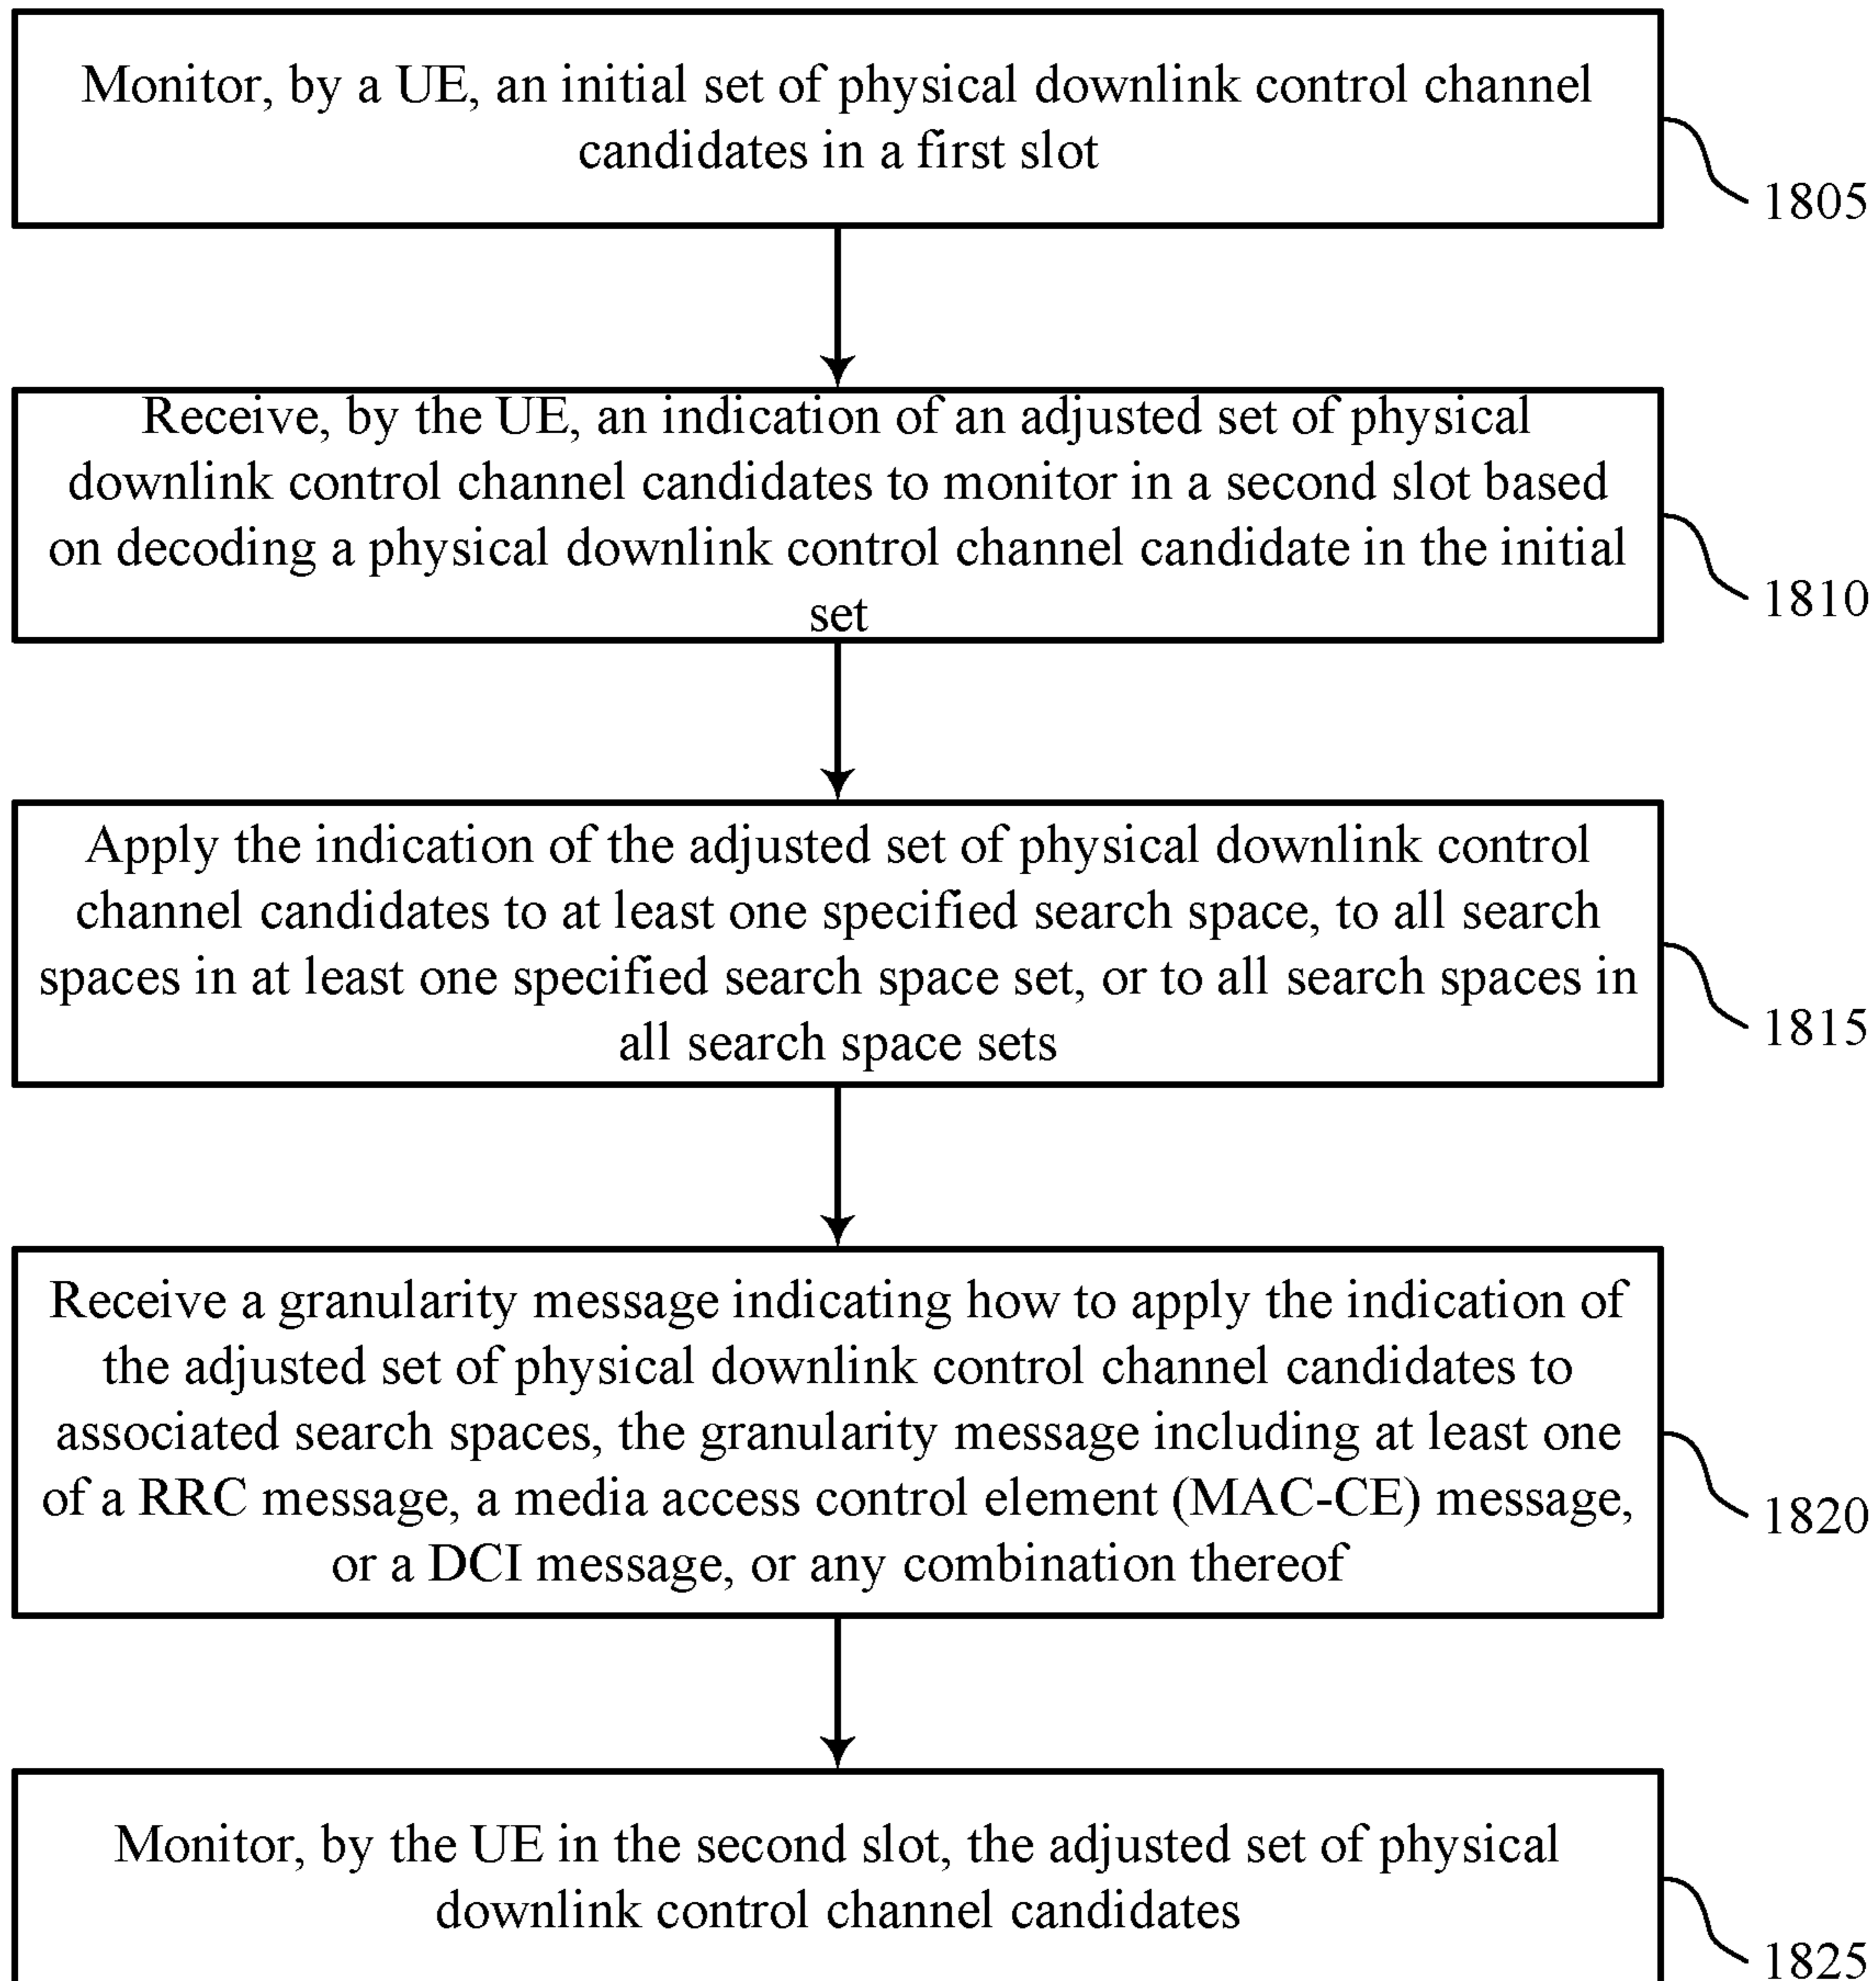 Monitor, by a UE, an initial set of physical downlink control channel
candidates in a first slot
1805
Receive, by the UE, an indication of an adjusted set of physical
downlink control channel candidates to monitor in a second slot based
on decoding a physical downlink control channel candidate in the initial
set
1810
Apply the indication of the adjusted set of physical downlink control
channel candidates to at least one specified search space, to all search
spaces in at least one specified search space set, or to all search spaces in
all search space sets
1815
Receive a granularity message indicating how to apply the indication of
the adjusted set of physical downlink control channel candidates to
associated search spaces, the granularity message including at least one
of a RRC message, a media access control element (MAC-CE) message,
or a DCI message, or any combination thereof
1820
Monitor, by the UE in the second slot, the adjusted set of physical
downlink control channel candidates
1825